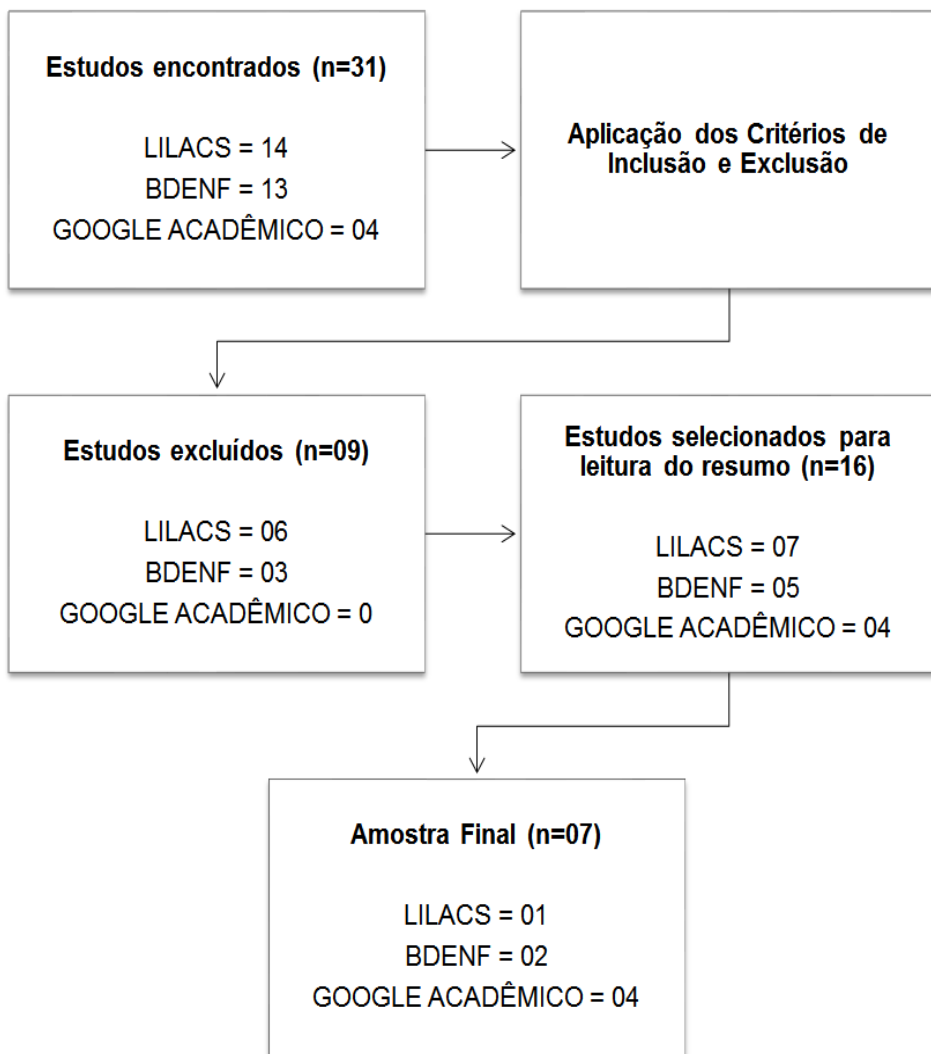 Estudos encontrados (n=31)
LILACS = 14
BDENF = 13
GOOGLE ACADÊMICO = 04
Aplicação dos Critérios de
Inclusão e Exclusão
Estudos excluídos (n=09)
LILACS = 06
BDENF = 03
GOOGLE ACADÊMICO = 0
Estudos selecionados para
leitura do resumo (n=16)
LILACS = 07
BDENF = 05
GOOGLE ACADÊMICO = 04
Amostra Final (n=07)
LILACS = 01
BDENF = 02
GOOGLE ACADÊMICO = 04